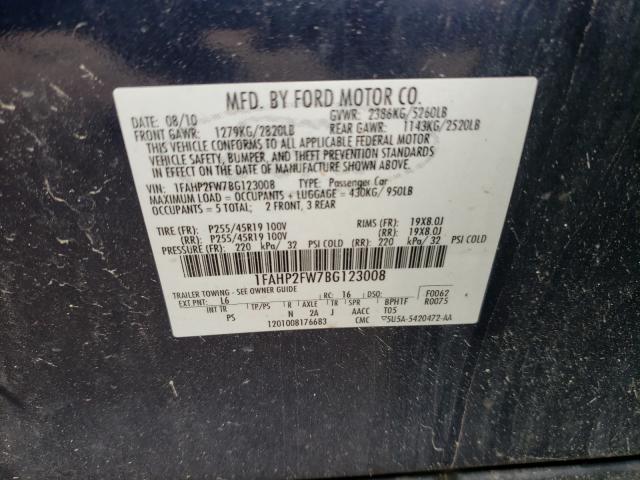 MFD. BY FORD MOTOR CO.
DATE: 08/10 GVWR: 2386KG/5260LB
FRONT GAWR: 1279KG/2820LB REAR GAWR: 1143KG/2520LB
THIS VEHICLE CONFORMS TO ALL APPLICABLE FEDERAL MOTOR
VEHICLE SAFETY, BUMPER, AND THEFT PREVENTION STANDARDS
IN EFFECT ON THE DATE OF MANUFACTURE SHOWN ABOVE.
VIN: 1FAHP2FW7BG123008 TYPE: Passenger Car
MAXIMUM LOAD = OCCUPANTS + LUGGAGE = 430KG/ 950LB
OCCUPANTS = 5 TOTAL; 2 FRONT, 3 REAR
TIRE (FR): P255/45R19 100V RIMS (FR): 19X8.0J
(RR): P255/45R19 100V (RR): 19X8.0J
PRESSURE (FR): 220 kPa/ 32 PSI COLD (RR): 220 kPa/ 32 PSI COLD
1FAHP2FW7BG123008
TRAILER TOWING - SEE OWNER GUIDE
EXT PNT: L6 RC: 16 DSO: F0062
INT TR TP/PS R AXLE TR SPR BPH1F R0075
PS N 2A J AACC T05
1201008176683 CMC 5U5A-5420472-AA